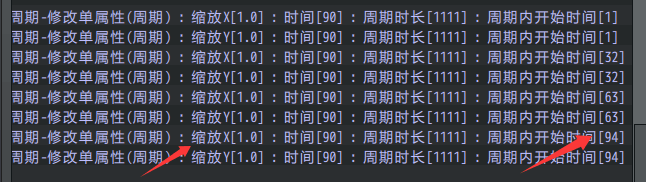 周期-修改单属性(周期) : 缩放X[1.0] : 时间[90] : 周期时长[1111] : 周期内开始时间[1]
周期-修改单属性(周期) : 缩放Y[1.0] : 时间[90] : 周期时长[1111] : 周期内开始时间[1]
周期-修改单属性(周期) : 缩放X[1.0] : 时间[90] : 周期时长[1111] : 周期内开始时间[32]
周期-修改单属性(周期) : 缩放Y[1.0] : 时间[90] : 周期时长[1111] : 周期内开始时间[32]
周期-修改单属性(周期) : 缩放X[1.0] : 时间[90] : 周期时长[1111] : 周期内开始时间[63]
周期-修改单属性(周期) : 缩放Y[1.0] : 时间[90] : 周期时长[1111] : 周期内开始时间[63]
周期-修改单属性(周期) : 缩放X[1.0] : 时间[90] : 周期时长[1111] : 周期内开始时间[94]
周期-修改单属性(周期) : 缩放Y[1.0] : 时间[90] : 周期时长[1111] : 周期内开始时间[94]